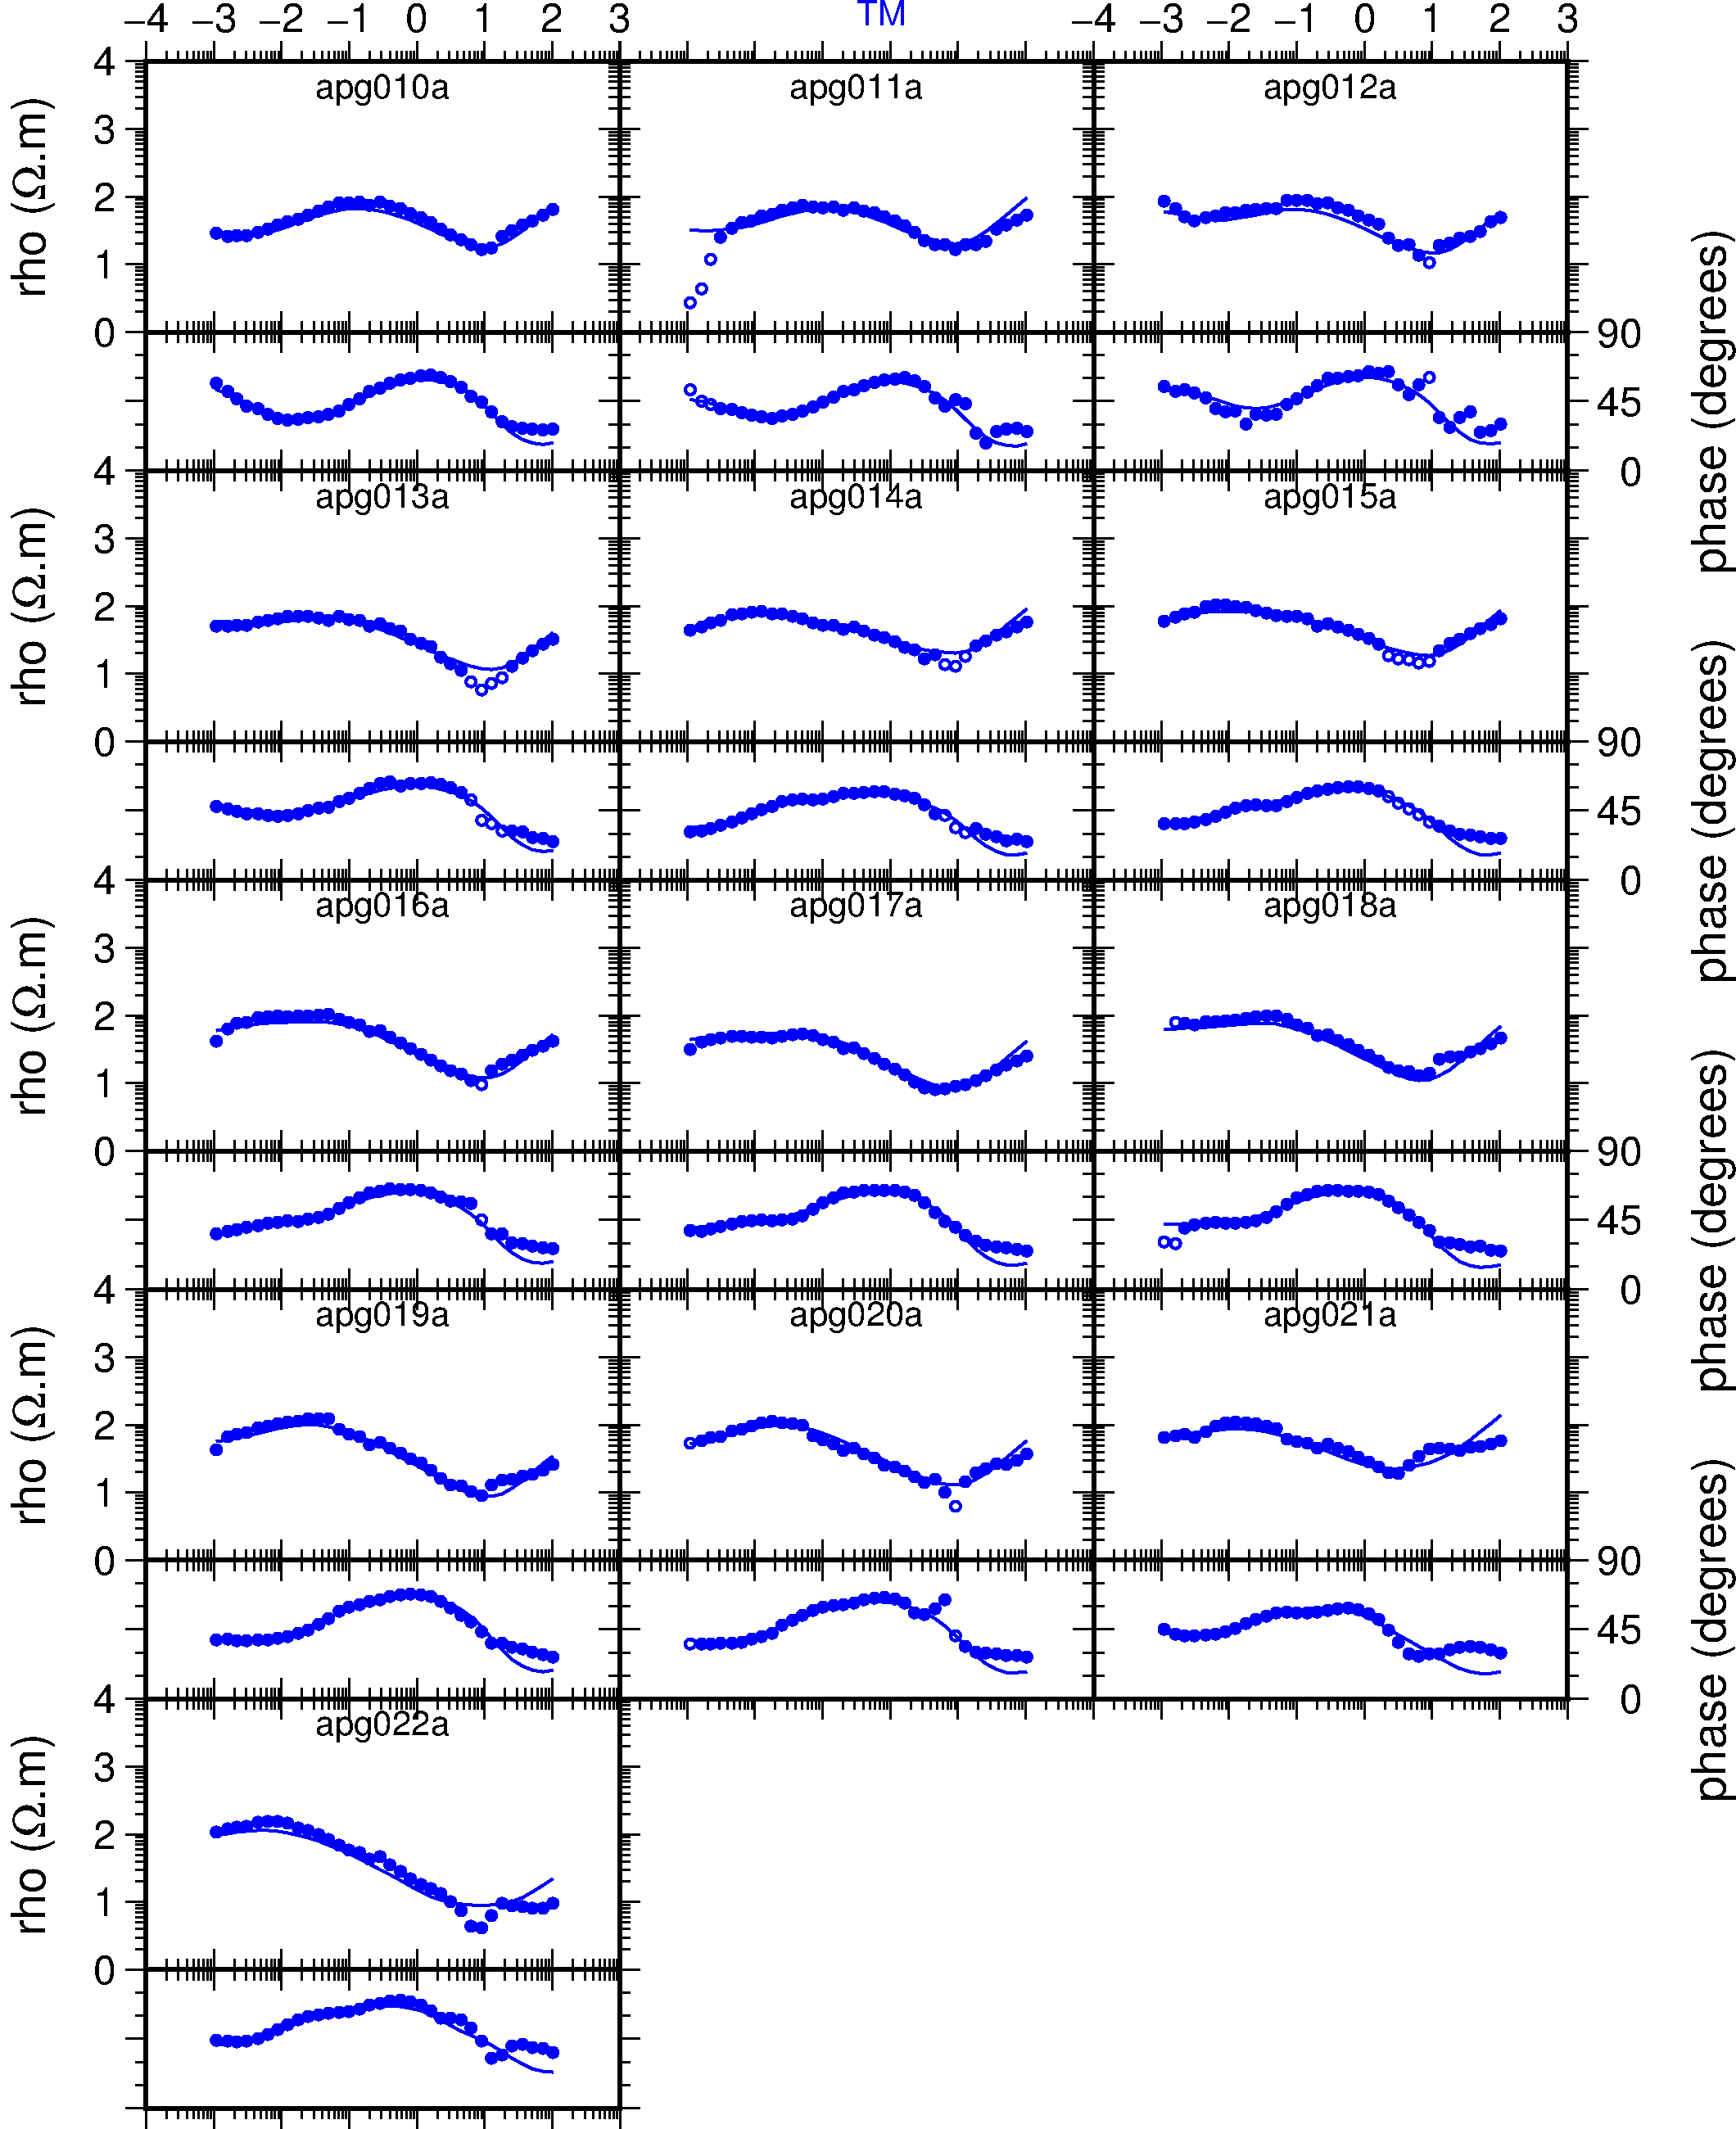 −4 −3 −2 −1 0 1 2 3 TM −4 −3 −2 −1 0 1 2 3
apg010a apg011a apg012a
4
3
2
1
0
rho (Ω.m)
90
45
0
phase (degrees)
apg013a apg014a apg015a
4
3
2
1
0
rho (Ω.m)
90
45
0
phase (degrees)
apg016a apg017a apg018a
4
3
2
1
0
rho (Ω.m)
90
45
0
phase (degrees)
apg019a apg020a apg021a
4
3
2
1
0
rho (Ω.m)
90
45
0
phase (degrees)
apg022a
4
3
2
1
0
rho (Ω.m)